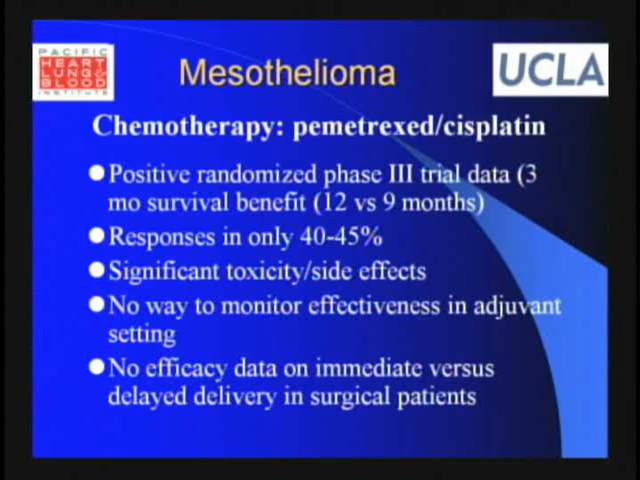 PACIFIC
HEART
LUNG &
BLOOD
INSTITUTE
Mesothelioma
UCLA
Chemotherapy: pemetrexed/cisplatin
Positive randomized phase III trial data (3
mo survival benefit (12 vs 9 months)
Responses in only 40-45%
Significant toxicity/side effects
No way to monitor effectiveness in adjuvant
setting
No efficacy data on immediate versus
delayed delivery in surgical patients